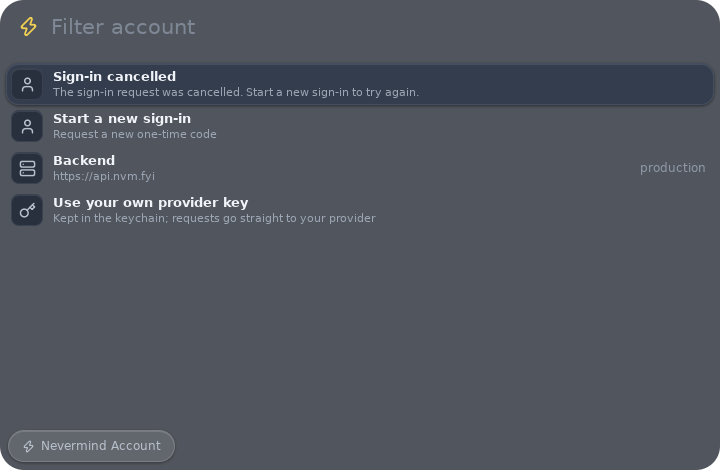 Filter account
Sign-in cancelled
The sign-in request was cancelled. Start a new sign-in to try again.
Start a new sign-in
Request a new one-time code
Backend
https://api.nvm.fyi
production
Use your own provider key
Kept in the keychain; requests go straight to your provider
Nevermind Account